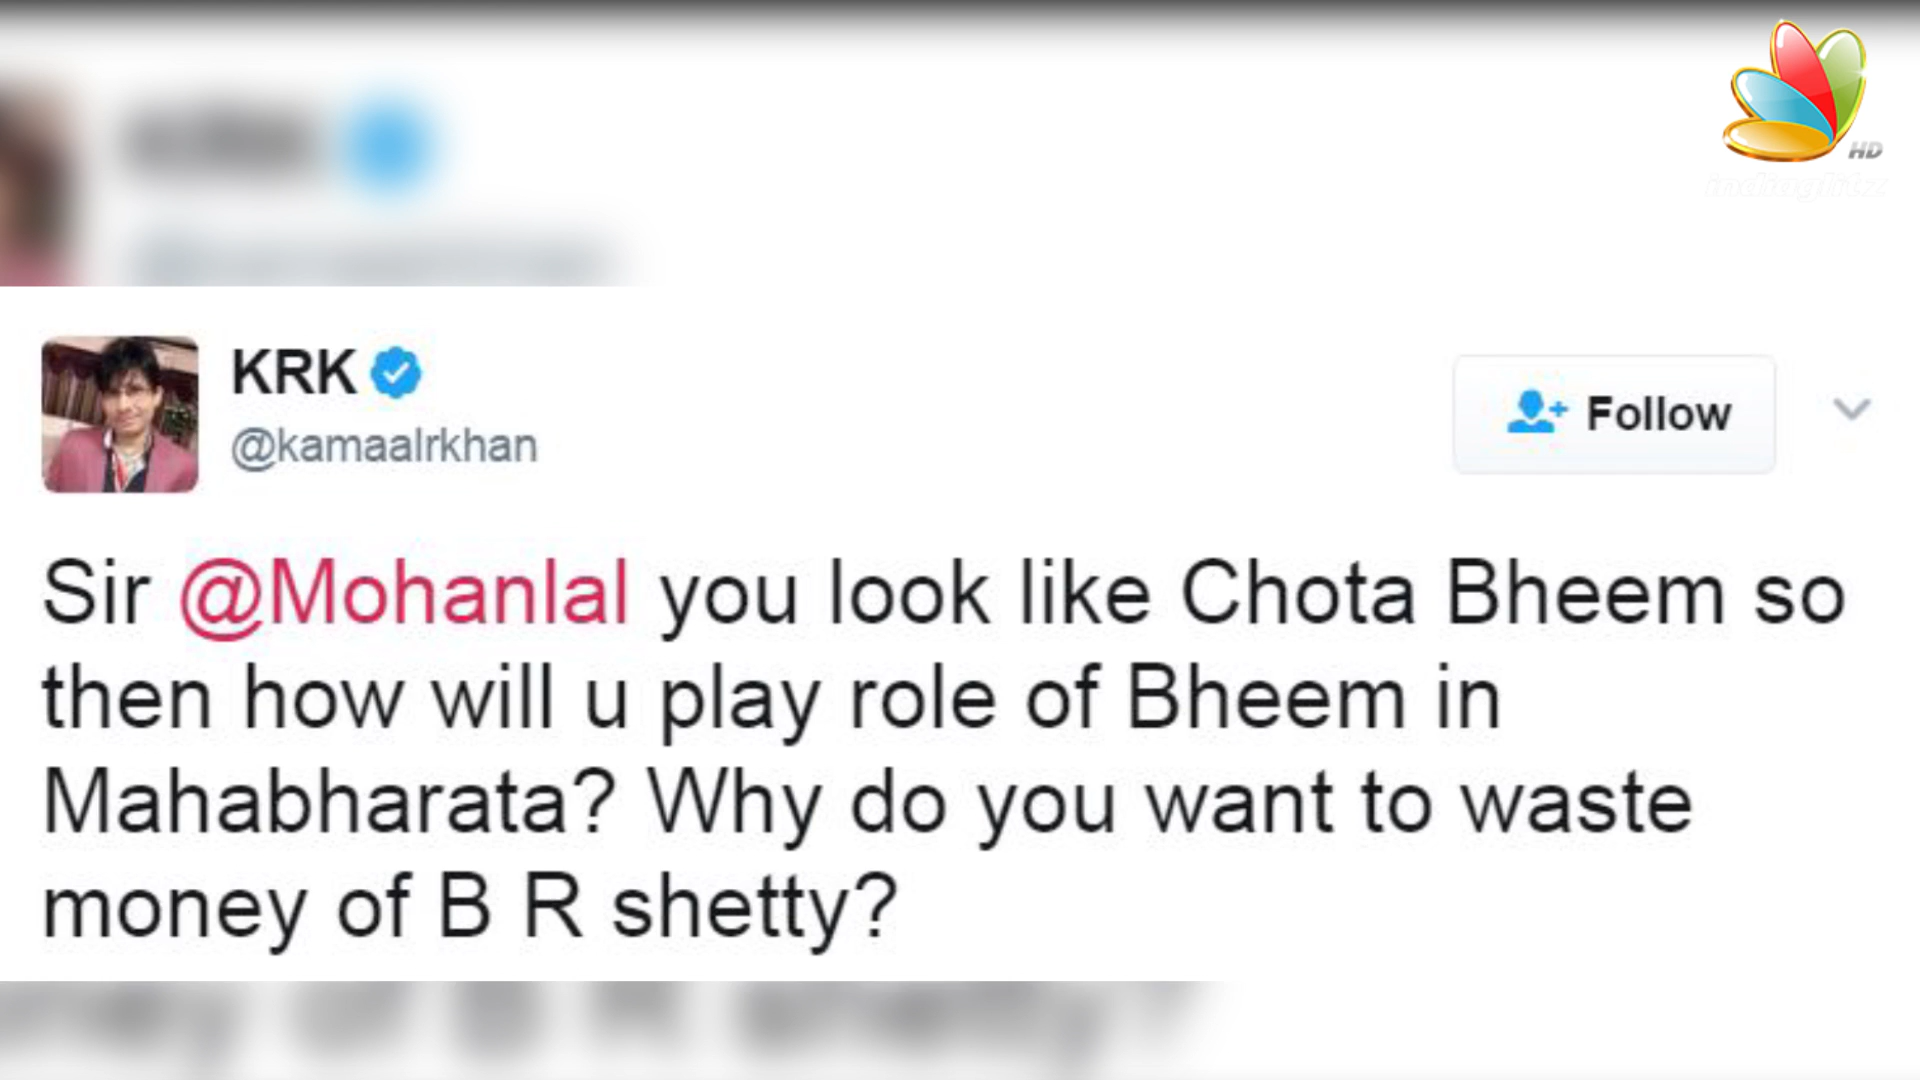 HD
indiaglitz
KRK
@kamaalrkhan
Follow
Sir @Mohanlal you look like Chota Bheem so
then how will u play role of Bheem in
Mahabharata? Why do you want to waste
money of B R shetty?